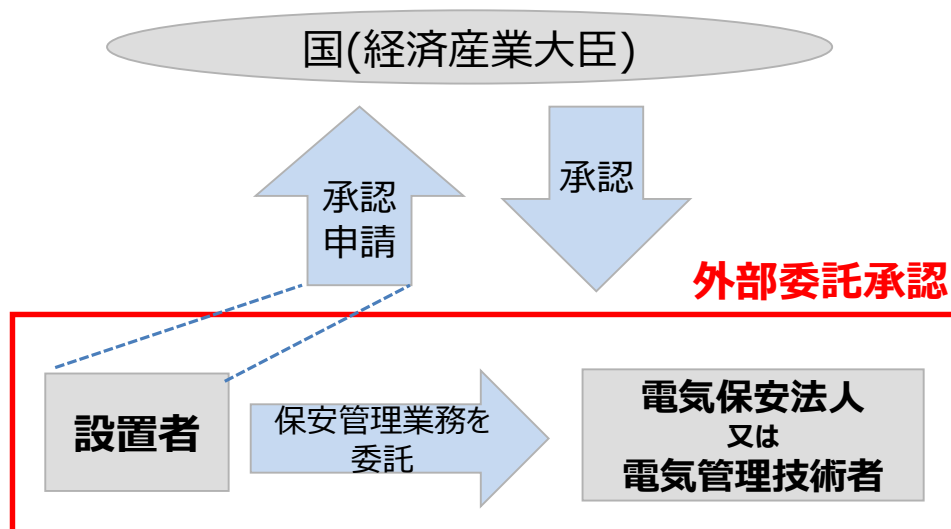 国(経済産業大臣)
承認
申請
承認
外部委託承認
設置者
保安管理業務を
委託
電気保安法人
又は
電気管理技術者